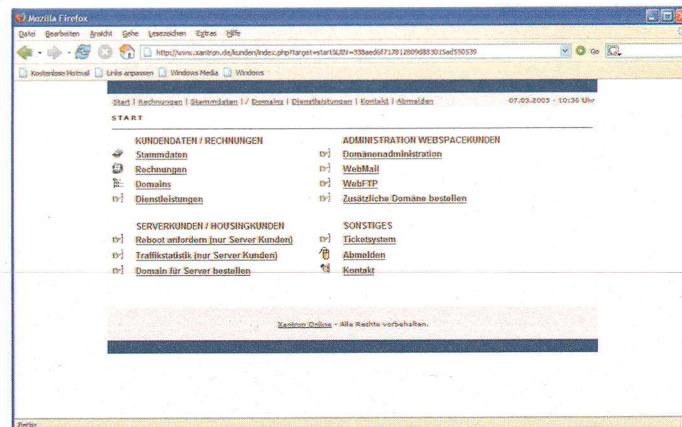 Mozilla Firefox
Datei Bearbeiten Ansicht Gehe Lesezeichen Extras Hilfe
Go
Kostenlose Hotmail Links anpassen Windows Media Windows
Start | Rechnungen | Stammdaten | / Domains | Dienstleistungen | Kontakt | Abmelden 07.03.2005 - 10:36 Uhr
START
KUNDENDATEN / RECHNUNGEN
Stammdaten
Rechnungen
Domains
Dienstleistungen
ADMINISTRATION WEBSPACEKUNDEN
Domänenadministration
WebMail
WebFTP
Zusätzliche Domäne bestellen
SERVERKUNDEN / HOUSINGKUNDEN
Reboot anfordern (nur Server Kunden)
Traffikstatistik (nur Server Kunden)
Domain für Server bestellen
SONSTIGES
Ticketsystem
Abmelden
Kontakt
Xantron Online - Alle Rechte vorbehalten.
Fertig